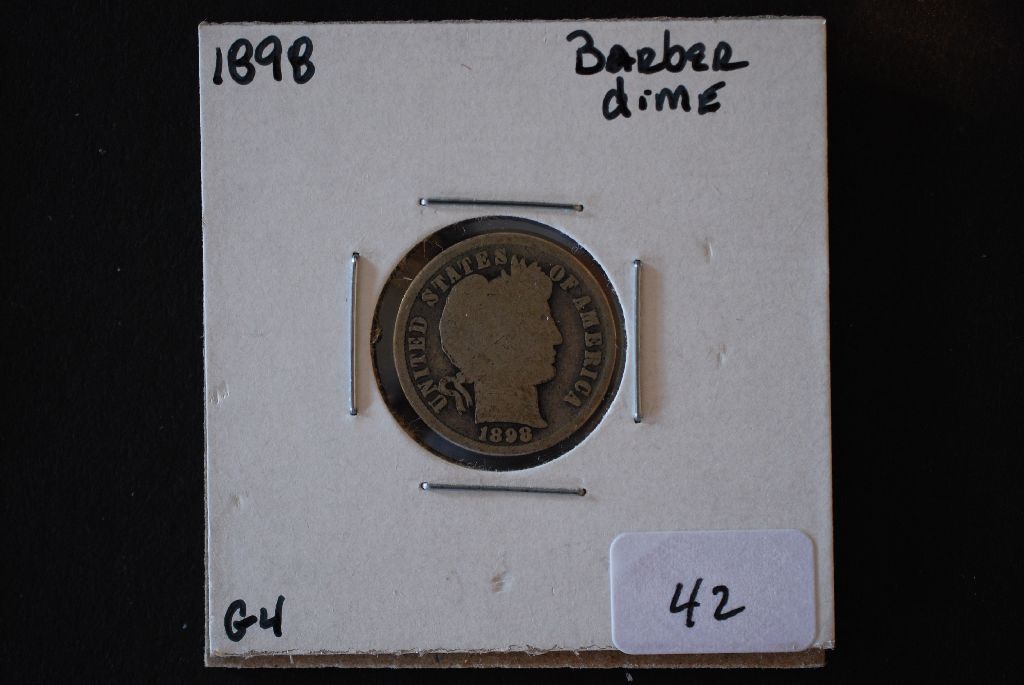 1898
Barber
dime
UNITED STATES OF AMERICA
1898
G4
42